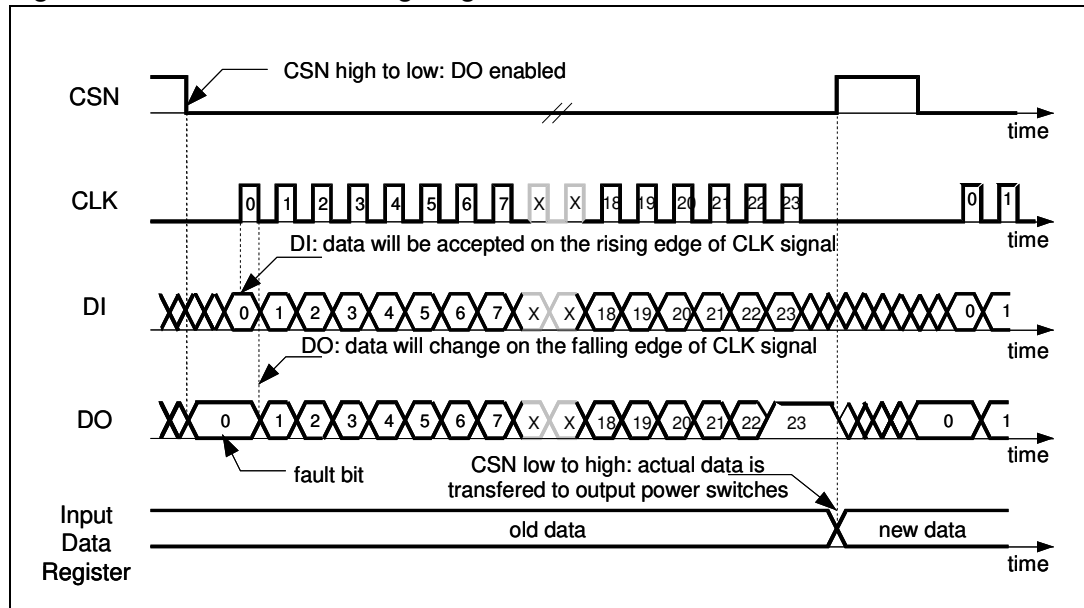 CSN high to low: DO enabled
CSN
time
CLK
0 1 2 3 4 5 6 7 X X 18 19 20 21 22 23 0 1
time
DI: data will be accepted on the rising edge of CLK signal
DI
0 1 2 3 4 5 6 7 X X 18 19 20 21 22 23 0 1
time
DO: data will change on the falling edge of CLK signal
DO
0 1 2 3 4 5 6 7 X X 18 19 20 21 22 23 0 1
time
fault bit
CSN low to high: actual data is
transfered to output power switches
Input
Data
Register
old data
new data
time